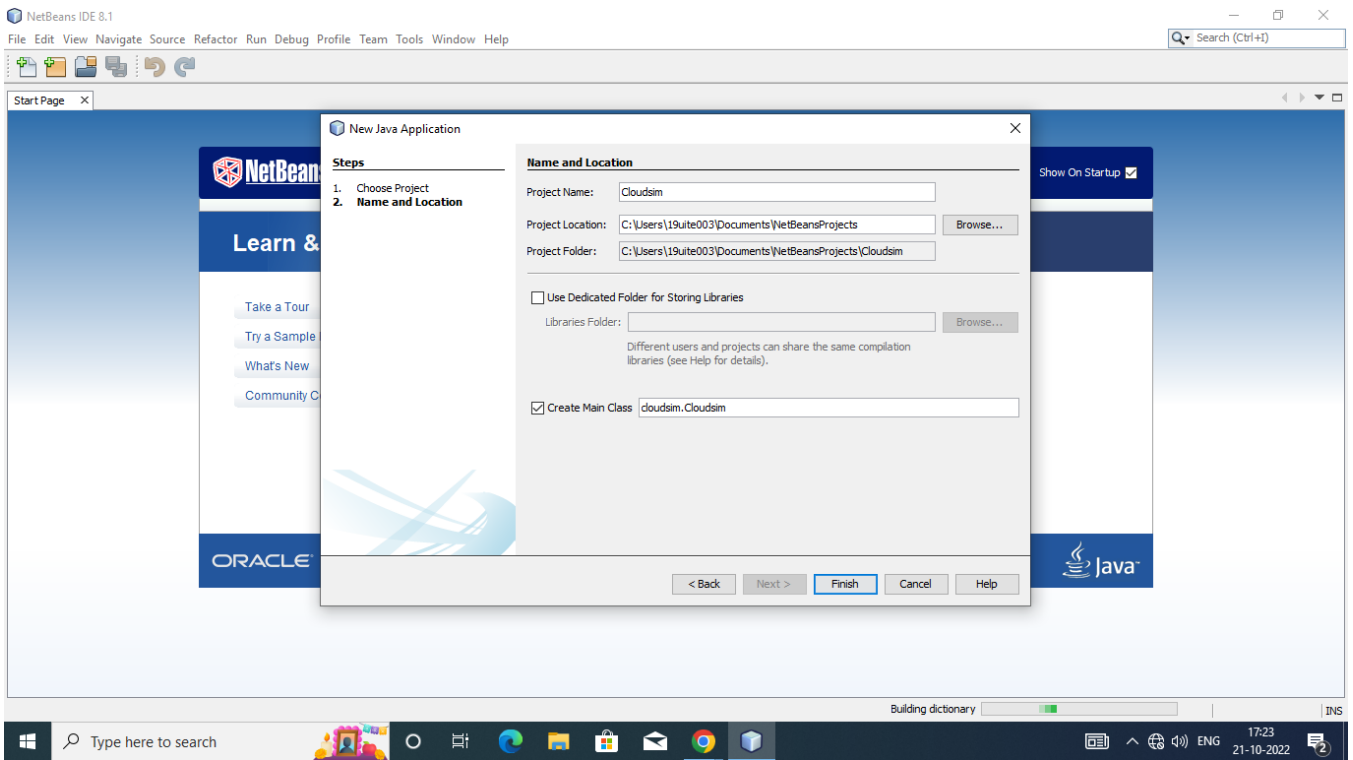 NetBeans IDE 8.1
File Edit View Navigate Source Refactor Run Debug Profile Team Tools Window Help
Search (Ctrl+I)
Start Page
New Java Application
Steps
1. Choose Project
2. Name and Location
Name and Location
Project Name: Cloudsim
Project Location: C:\Users\19uite003\Documents\NetBeansProjects Browse...
Project Folder: C:\Users\19uite003\Documents\NetBeansProjects\Cloudsim
Use Dedicated Folder for Storing Libraries
Libraries Folder: Browse...
Different users and projects can share the same compilation
libraries (see Help for details).
Create Main Class cloudsim.Cloudsim
< Back Next > Finish Cancel Help
NetBean
Show On Startup
Learn &
Take a Tour
Try a Sample
What's New
Community C
ORACLE
Java
Building dictionary
INS
Type here to search
ENG
17:23
21-10-2022
2